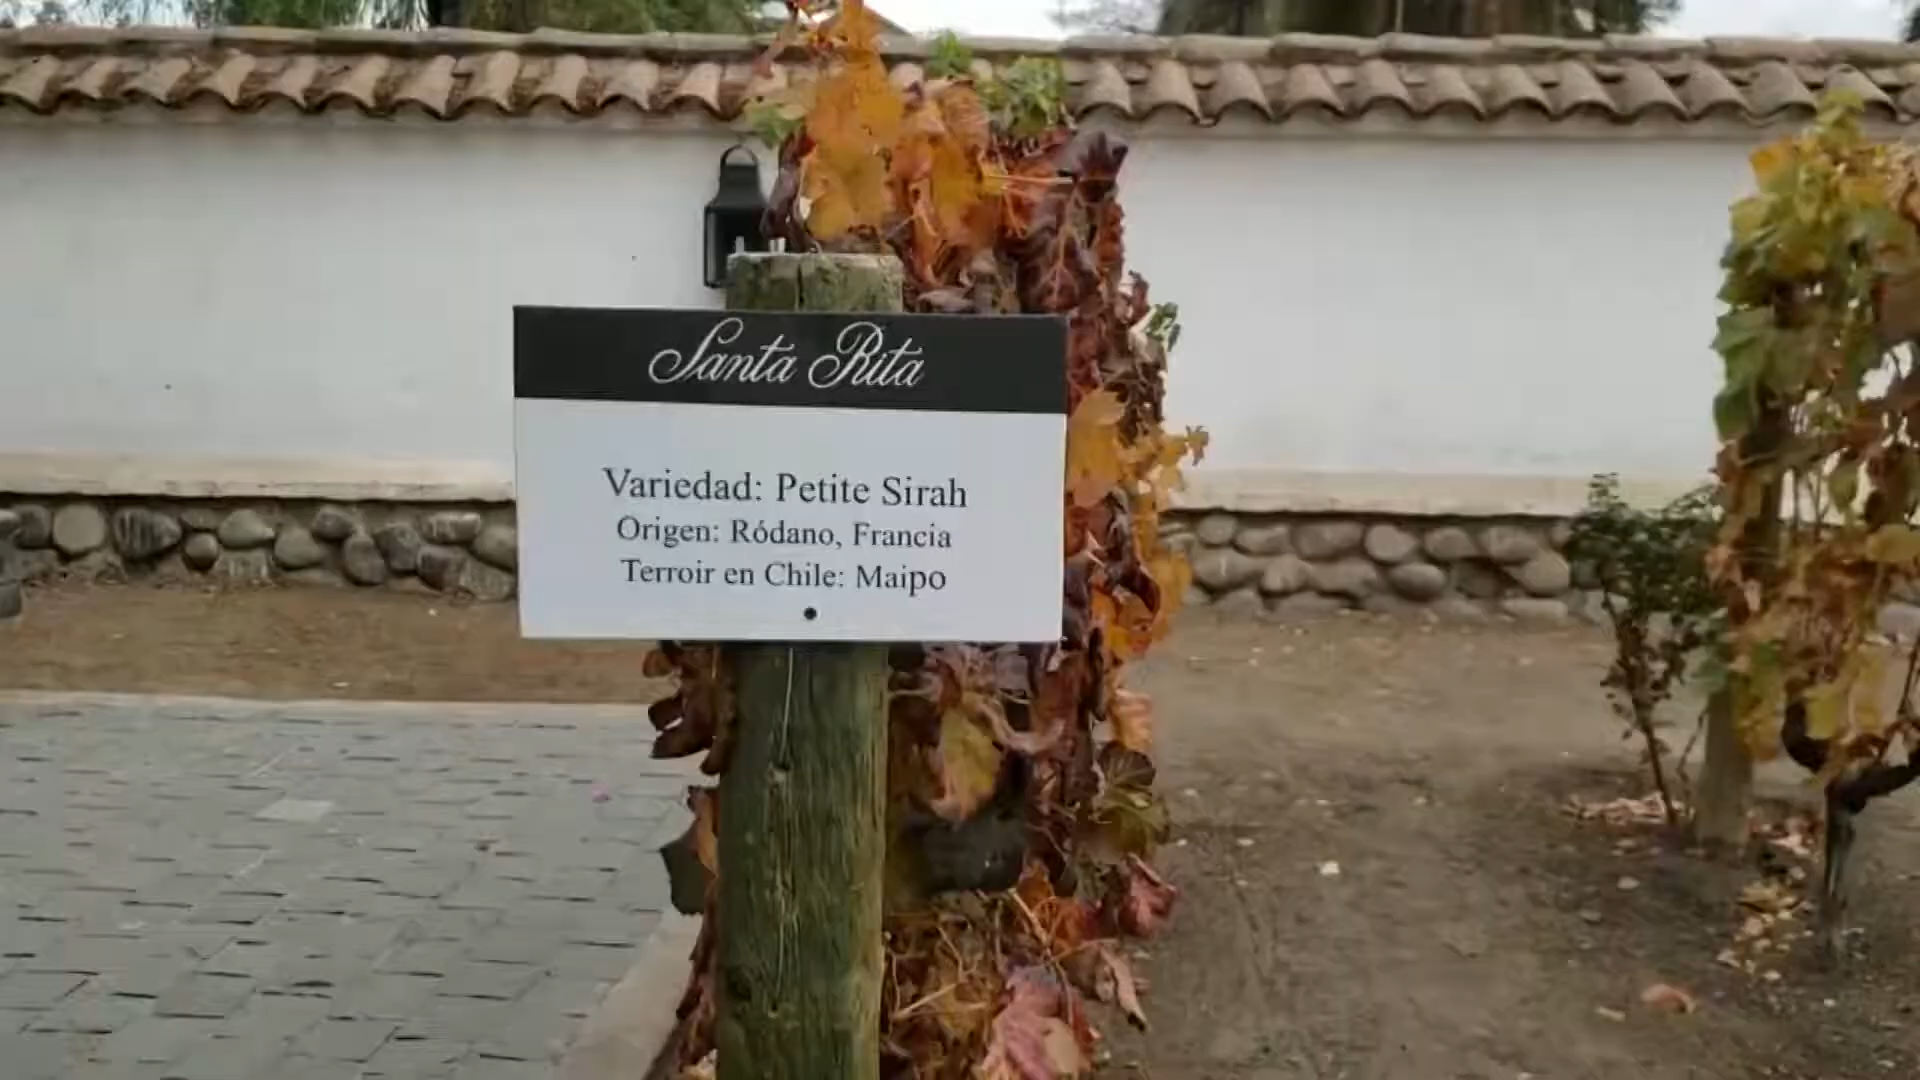 Santa Rita
Variedad: Petite Sirah
Origen: Ródano, Francia
Terroir en Chile: Maipo